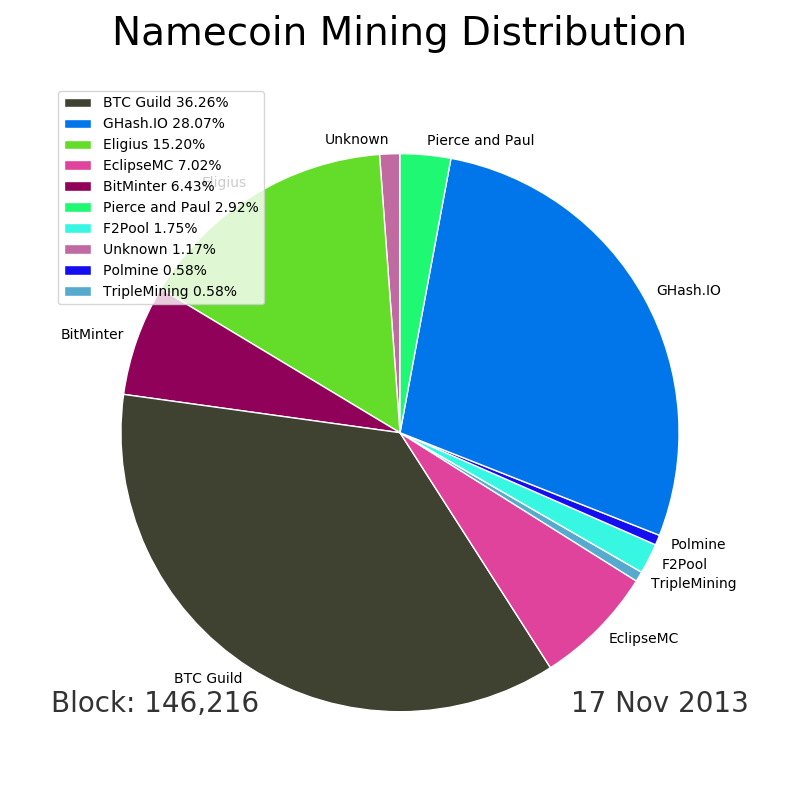 Namecoin Mining Distribution
BTC Guild 36.26%
GHash.IO 28.07%
Eligius 15.20%
EclipseMC 7.02%
BitMinter 6.43%
Pierce and Paul 2.92%
F2Pool 1.75%
Unknown 1.17%
Polmine 0.58%
TripleMining 0.58%
Unknown
Pierce and Paul
Eligius
GHash.IO
BitMinter
Polmine
F2Pool
TripleMining
EclipseMC
BTC Guild
Block: 146,216
17 Nov 2013